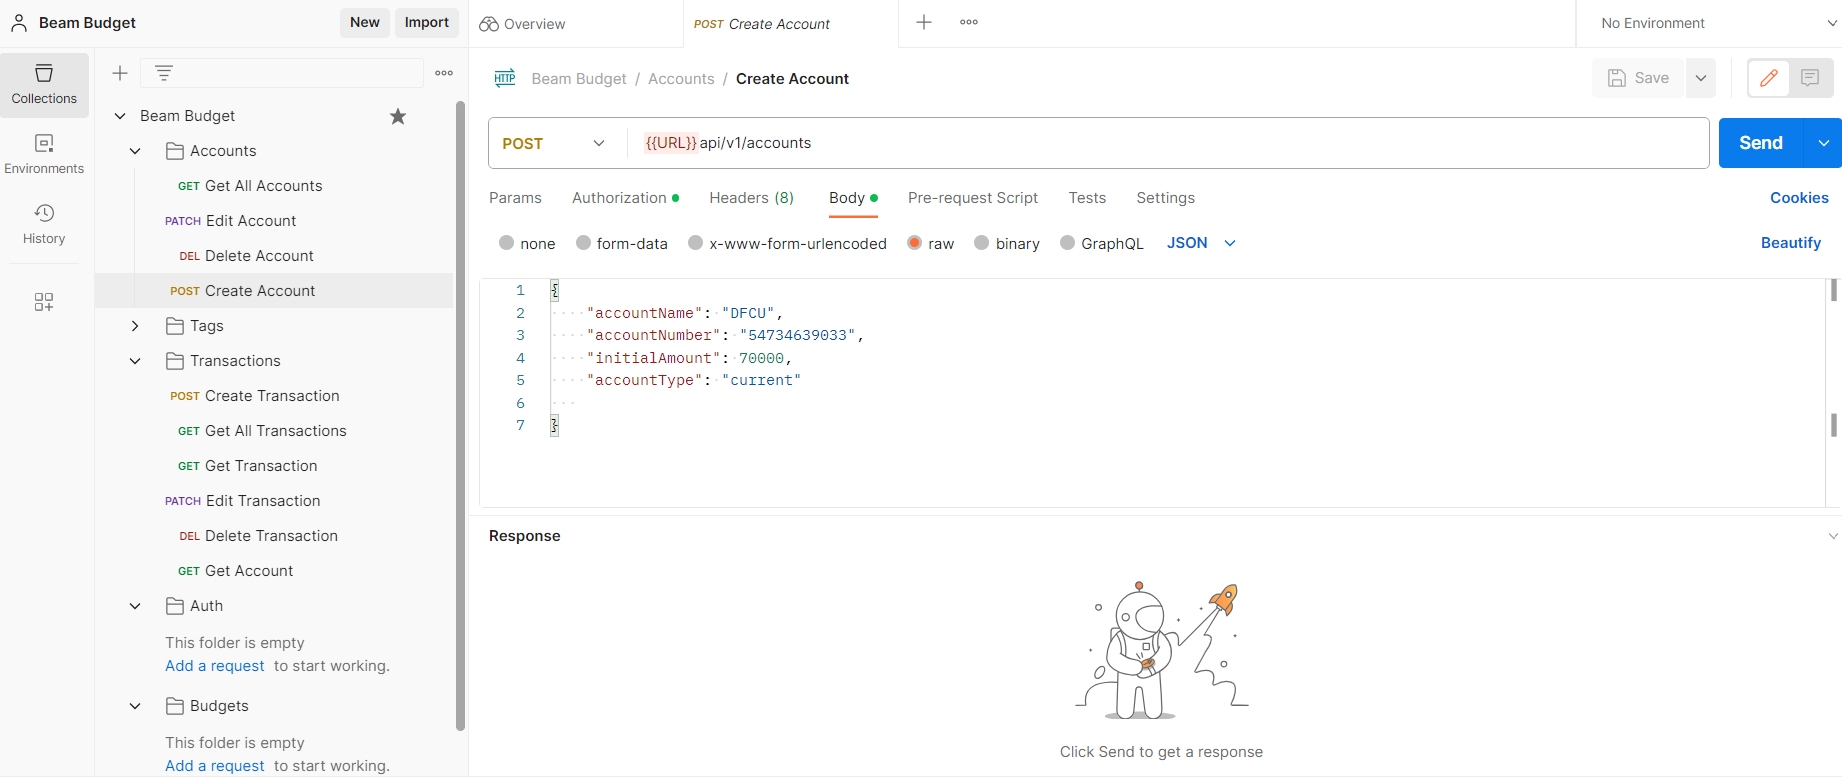 Beam Budget
New
Import
Overview
POST Create Account
No Environment
Collections
Environments
History
Beam Budget
Accounts
GET Get All Accounts
PATCH Edit Account
DEL Delete Account
POST Create Account
Tags
Transactions
POST Create Transaction
GET Get All Transactions
GET Get Transaction
PATCH Edit Transaction
DEL Delete Transaction
GET Get Account
Auth
This folder is empty
Add a request to start working.
Budgets
This folder is empty
Add a request to start working.
HTTP Beam Budget / Accounts / Create Account
Save
POST {{URL}}api/v1/accounts
Send
Params Authorization Headers (8) Body Pre-request Script Tests Settings
Cookies
none form-data x-www-form-urlencoded raw binary GraphQL JSON
Beautify
1 {
2 "accountName": "DFCU",
3 "accountNumber": "54734639033",
4 "initialAmount": 70000,
5 "accountType": "current"
6
7 }
Response
Click Send to get a response